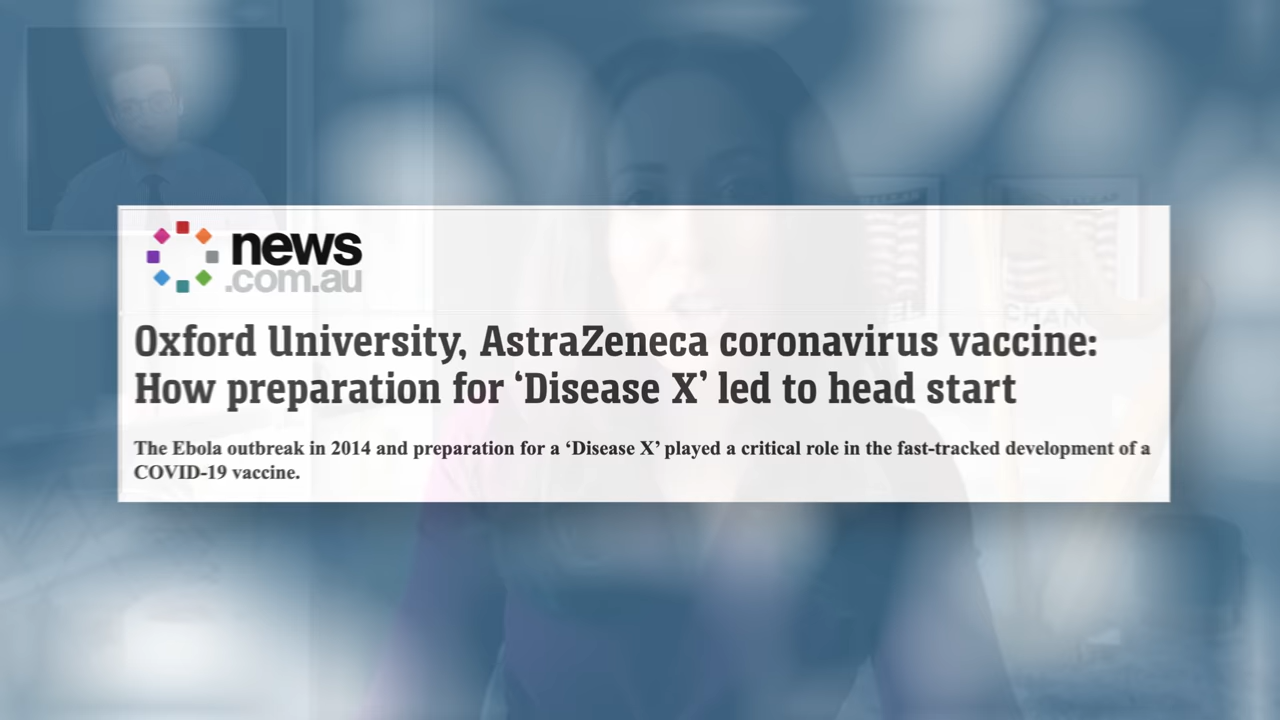 news
.com.au
Oxford University, AstraZeneca coronavirus vaccine:
How preparation for ‘Disease X’ led to head start
The Ebola outbreak in 2014 and preparation for a ‘Disease X’ played a critical role in the fast-tracked development of a
COVID-19 vaccine.